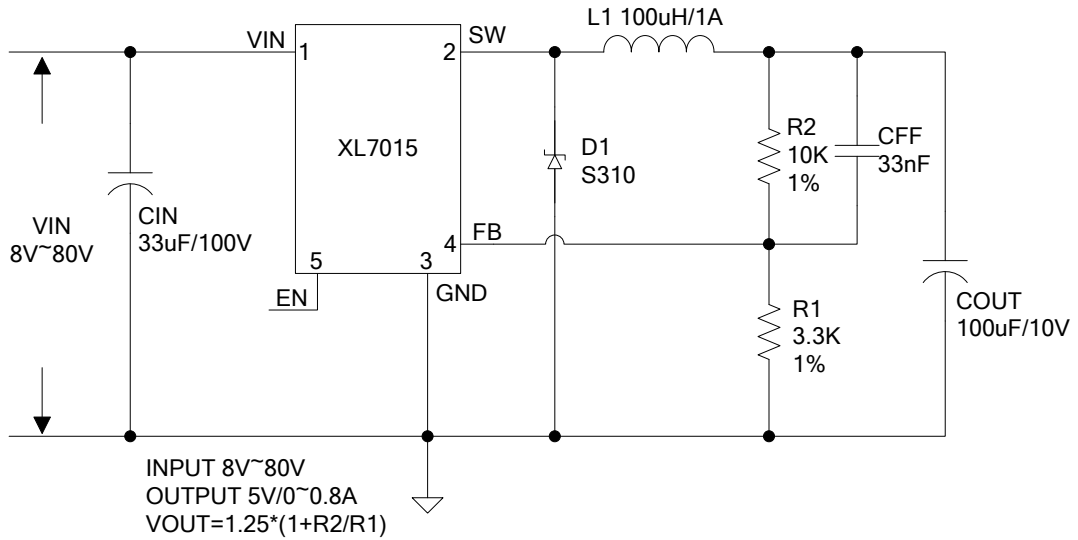 L1 100uH/1A
VIN
1
2
SW
XL7015
R2
10K
1%
CFF
33nF
D1
S310
VIN
8V~80V
CIN
33uF/100V
4
FB
5
3
EN
GND
R1
3.3K
1%
COUT
100uF/10V
INPUT 8V~80V
OUTPUT 5V/0~0.8A
VOUT=1.25*(1+R2/R1)